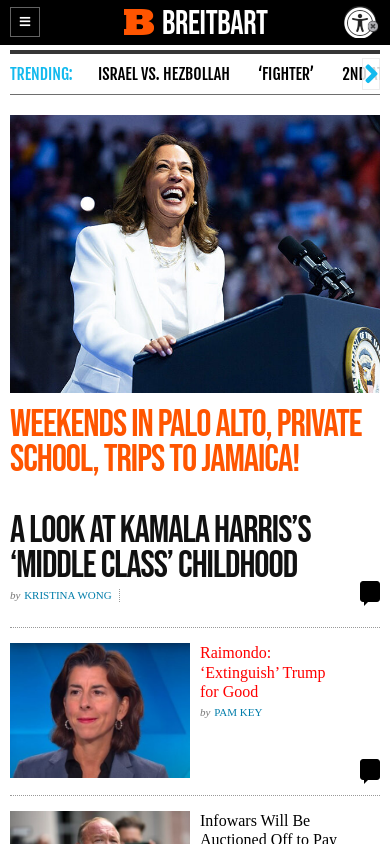 BREITBART
TRENDING: ISRAEL VS. HEZBOLLAH ‘FIGHTER’ 2ND
WEEKENDS IN PALO ALTO, PRIVATE
SCHOOL, TRIPS TO JAMAICA!
A LOOK AT KAMALA HARRIS’S
‘MIDDLE CLASS’ CHILDHOOD
by KRISTINA WONG
Raimondo:
‘Extinguish’ Trump
for Good
by PAM KEY
Infowars Will Be
Auctioned Off to Pay